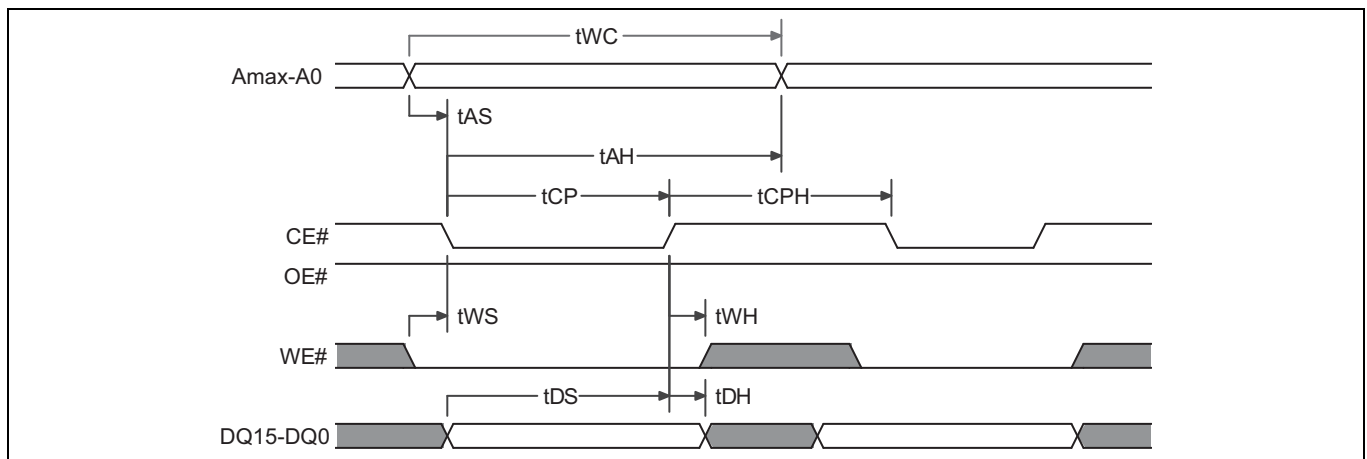 tWC
Amax-A0
tAS
tAH
tCP tCPH
CE#
OE#
tWS tWH
WE#
tDS tDH
DQ15-DQ0